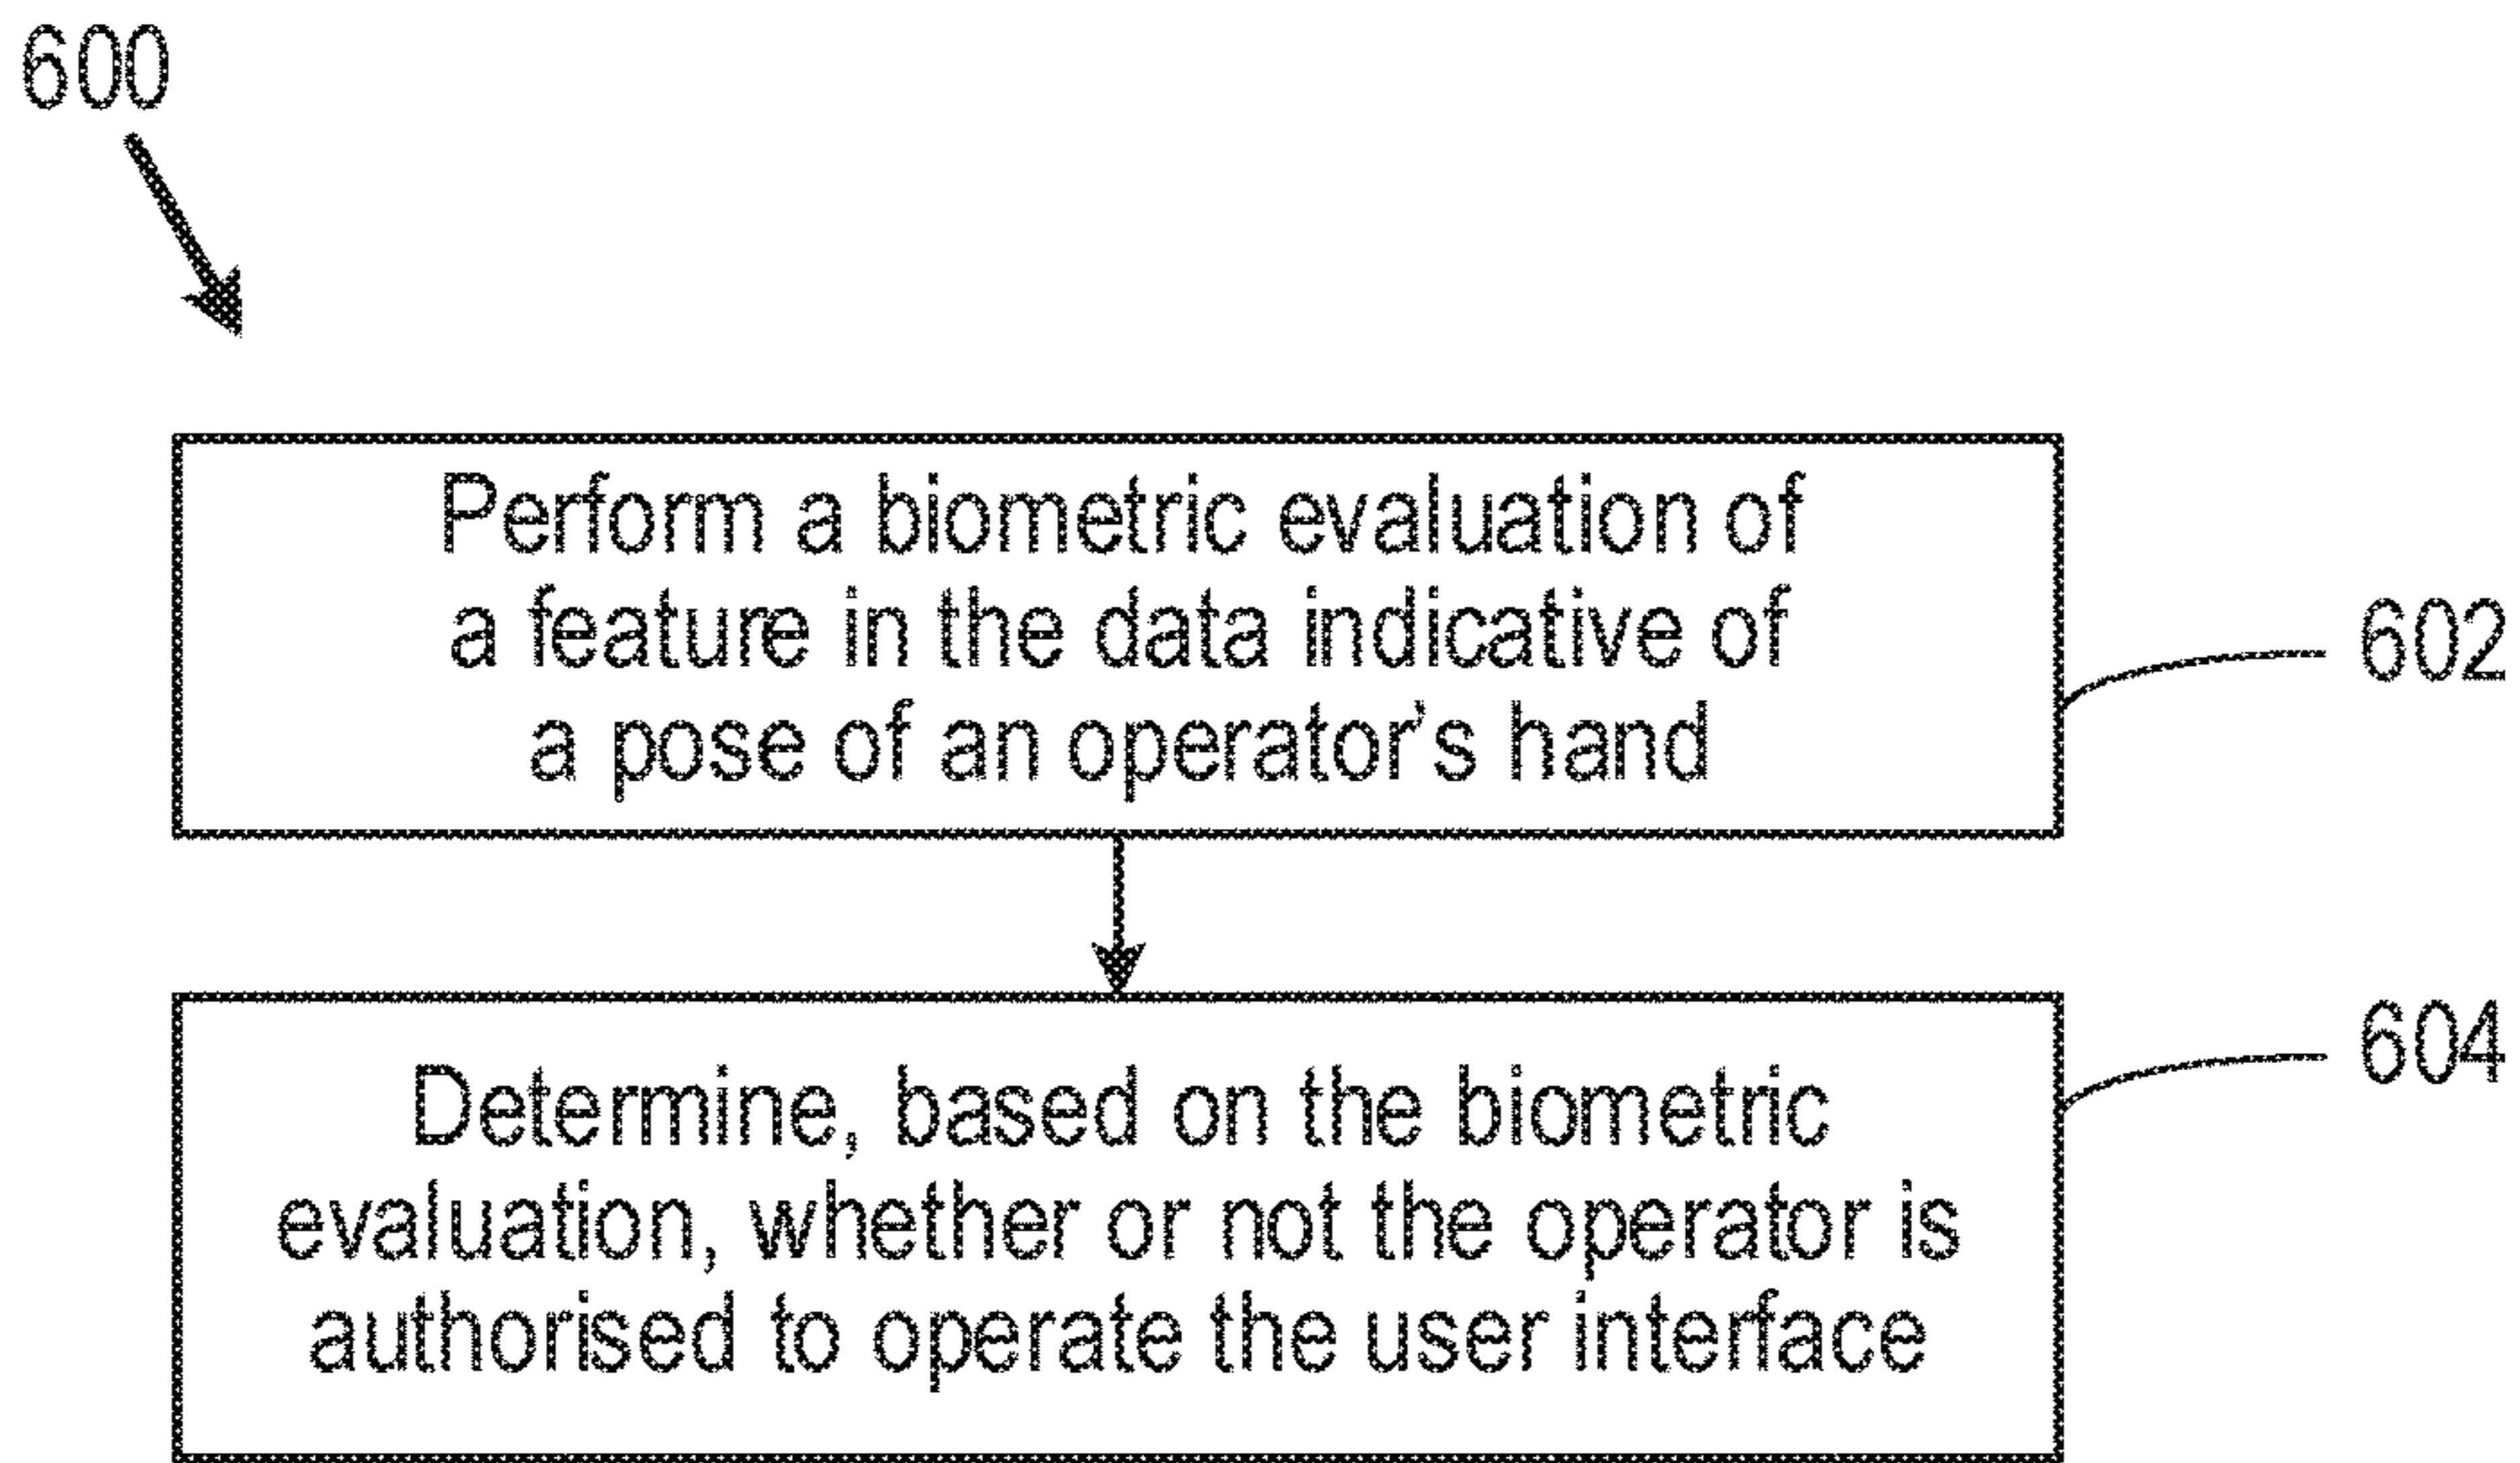 600
Perform a biometric evaluation of
a feature in the data indicative of
a pose of an operator's hand
602
Determine, based on the biometric
evaluation, whether or not the operator is
authorised to operate the user interface
604